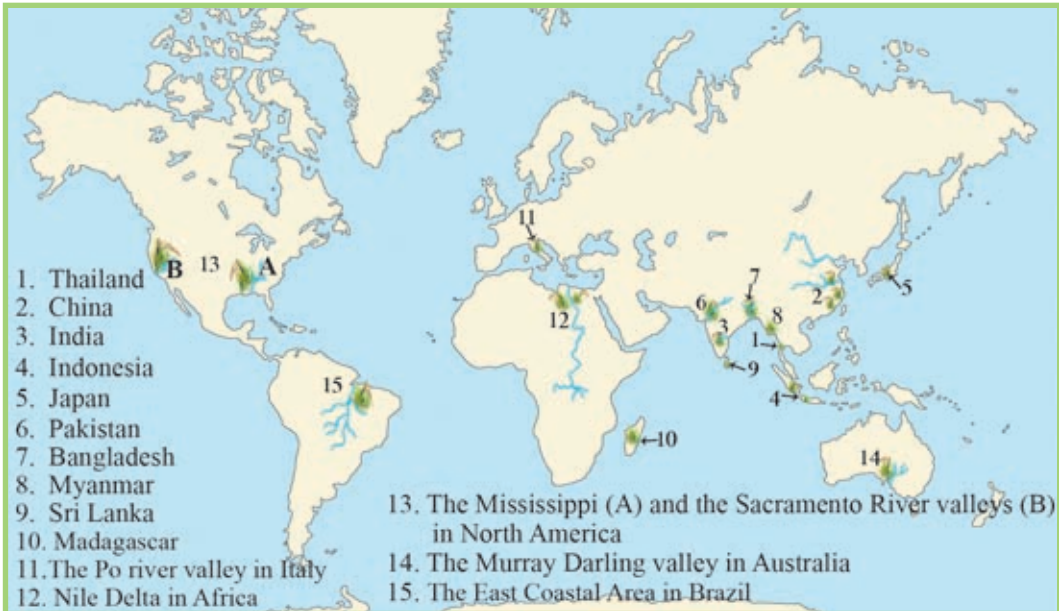 11
7
B
13
A
5
6
2
12
3
8
1
9
15
4
10
14
1. Thailand
2. China
3. India
4. Indonesia
5. Japan
6. Pakistan
7. Bangladesh
8. Myanmar
9. Sri Lanka
10. Madagascar
11.The Po river valley in Italy
12. Nile Delta in Africa
13. The Mississippi (A) and the Sacramento River valleys (B)
in North America
14. The Murray Darling valley in Australia
15. The East Coastal Area in Brazil